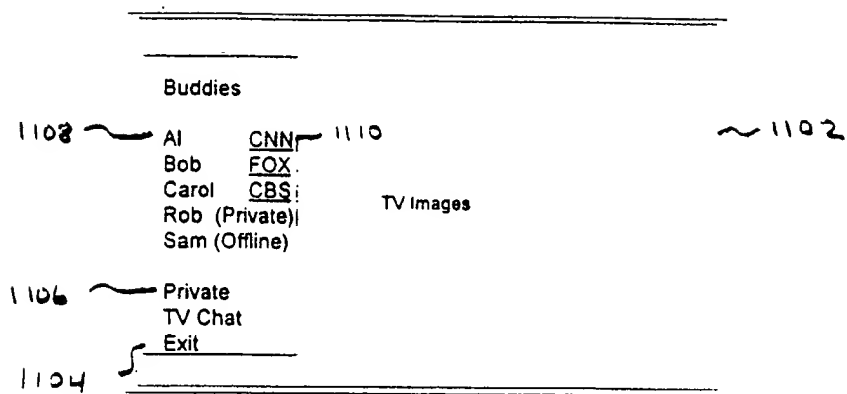 Buddies
1108 Al CNN 1110 1102
Bob FOX
Carol CBS
TV Images
Rob (Private)
Sam (Offline)
1106 Private
TV Chat
Exit
1104